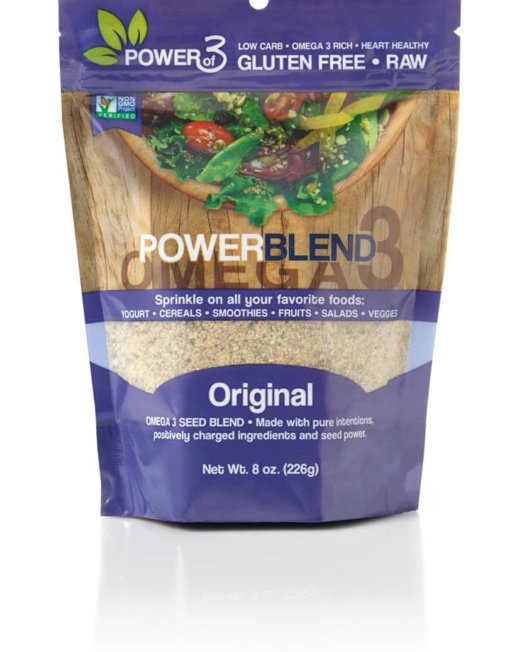 POWER of 3
LOW CARB • OMEGA 3 RICH • HEART HEALTHY
GLUTEN FREE • RAW
NON
GMO
Project
VERIFIED
POWERBLEND
OMEGA 3
Sprinkle on all your favorite foods:
YOGURT • CEREALS • SMOOTHIES • FRUITS • SALADS • VEGGIES
Original
OMEGA 3 SEED BLEND • Made with pure intentions,
positively charged ingredients and seed power.
Net Wt. 8 oz. (226g)